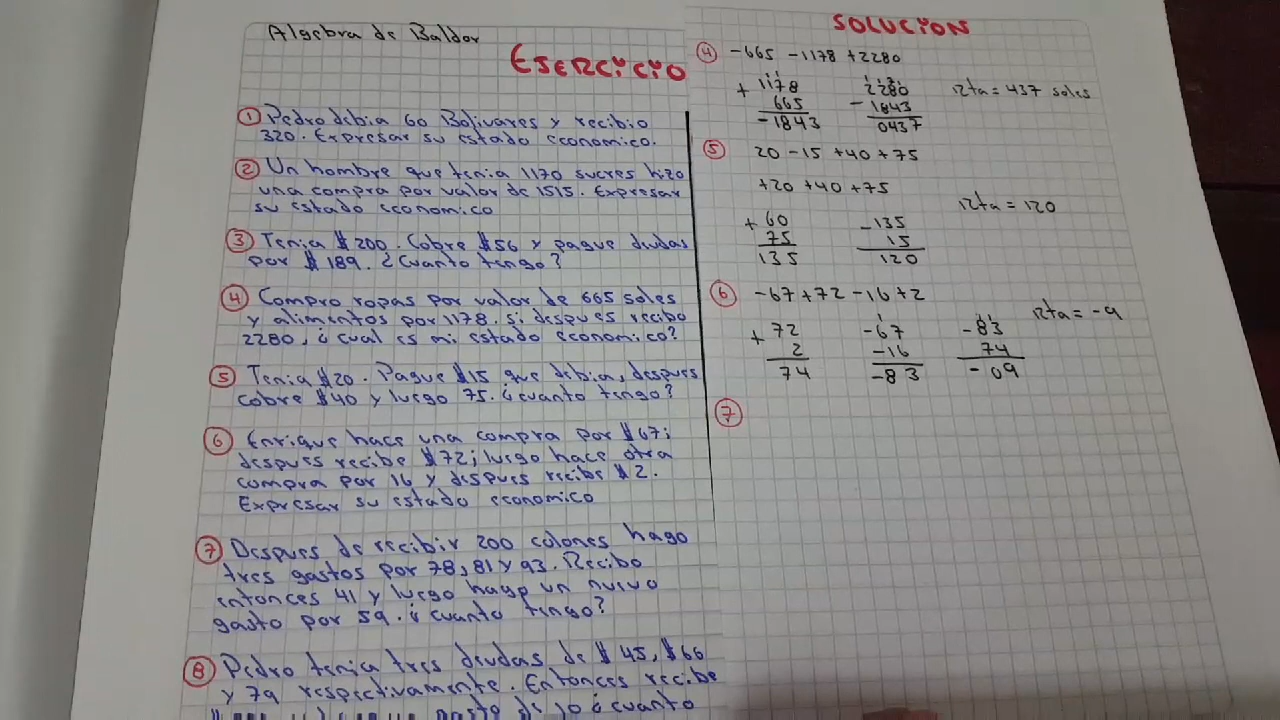 Algebra de Baldor
EJERCICIO
① Pedro debia 60 Bolivares y recibio
320. Expresar su estado economico.
② Un hombre que tenia 1170 sucres hizo
una compra por valor de 1515. Expresar
su estado economico
③ Tenia $200. Cobre $56 y pague deudas
por $189. ¿Cuanto tengo?
④ Compro ropas por valor de 665 soles
y alimentos por 1178. si despues recibo
2280, ¿cual es mi estado economico?
⑤ Tenia $20. Pague $15 que debia, despues
cobre $40 y luego 75. ¿cuanto tengo?
⑥ Enrique hace una compra por $67;
despues recibe $72; luego hace otra
compra por 16 y despues recibe $2.
Expresar su estado economico
⑦ Despues de recibir 200 colones hago
tres gastos por 78, 81 y 93. Recibo
entonces 41 y luego hago un nuevo
gasto por 59. ¿cuanto tengo?
⑧ Pedro tenia tres deudas de $45, $66
y 79 respectivamente. Entonces recibe
gasto de 10 ¿cuanto
SOLUCION
④ -665 -1178 +2280
+ 1178 2280 rta = 437 soles
665 - 1843
-1843 0437
⑤ 20 -15 +40 +75
+20 +40 +75
rta = 120
+ 60 -135
75 15
135 120
⑥ -67 +72 -16 +2
rta = -9
+ 72 -67 -83
2 -16 74
74 -83 -09
⑦